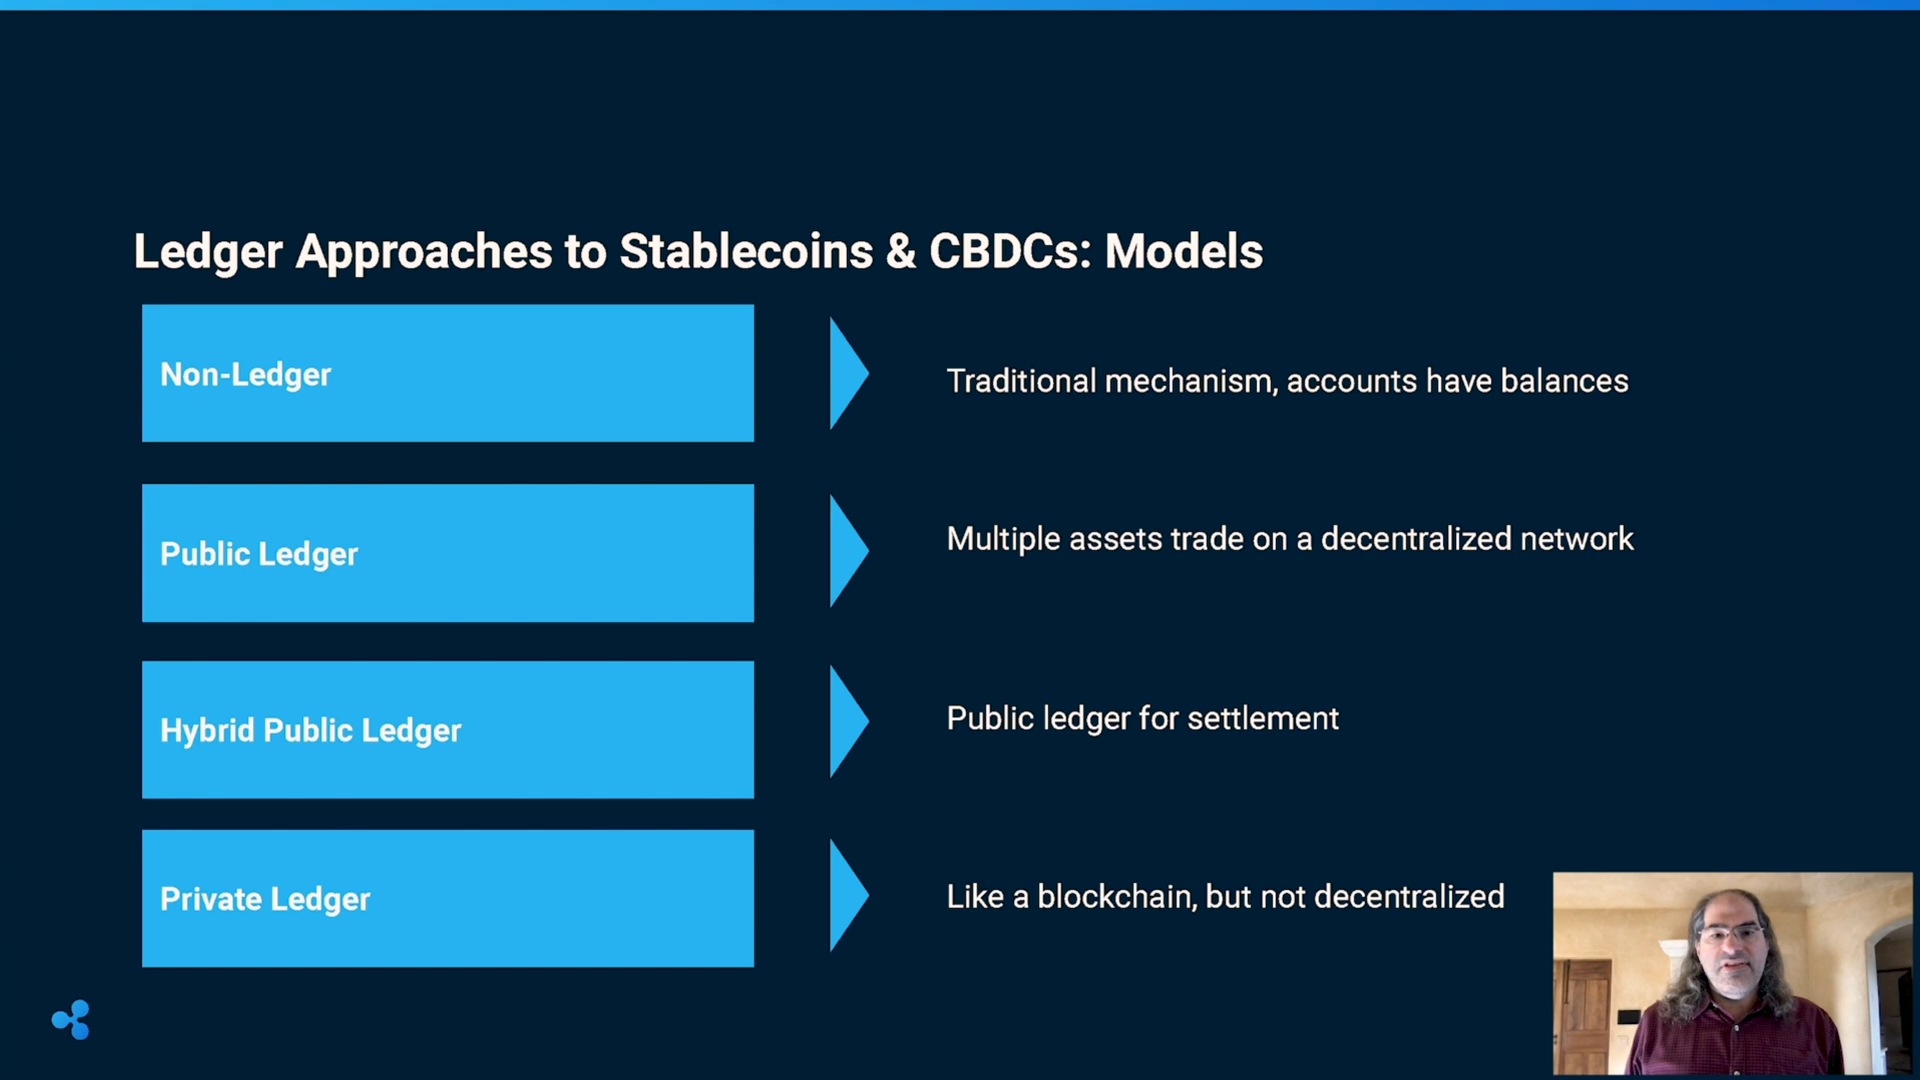 Ledger Approaches to Stablecoins & CBDCs: Models
Non-Ledger
Traditional mechanism, accounts have balances
Public Ledger
Multiple assets trade on a decentralized network
Hybrid Public Ledger
Public ledger for settlement
Private Ledger
Like a blockchain, but not decentralized